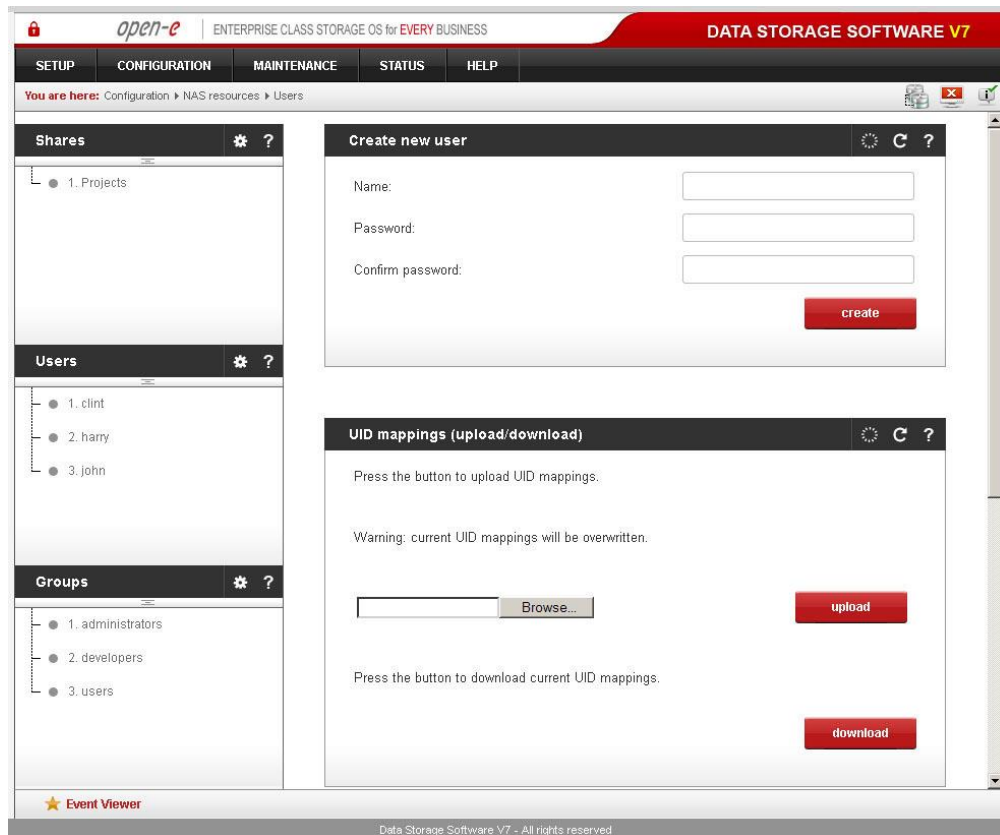 open-e ENTERPRISE CLASS STORAGE OS for EVERY BUSINESS
DATA STORAGE SOFTWARE V7
SETUP CONFIGURATION MAINTENANCE STATUS HELP
You are here: Configuration ▸ NAS resources ▸ Users
Shares ?
1. Projects
Users ?
1. clint
2. harry
3. john
Groups ?
1. administrators
2. developers
3. users
Create new user ?
Name:
Password:
Confirm password:
create
UID mappings (upload/download) ?
Press the button to upload UID mappings.
Warning: current UID mappings will be overwritten.
Browse...
upload
Press the button to download current UID mappings.
download
Event Viewer
Data Storage Software V7 - All rights reserved